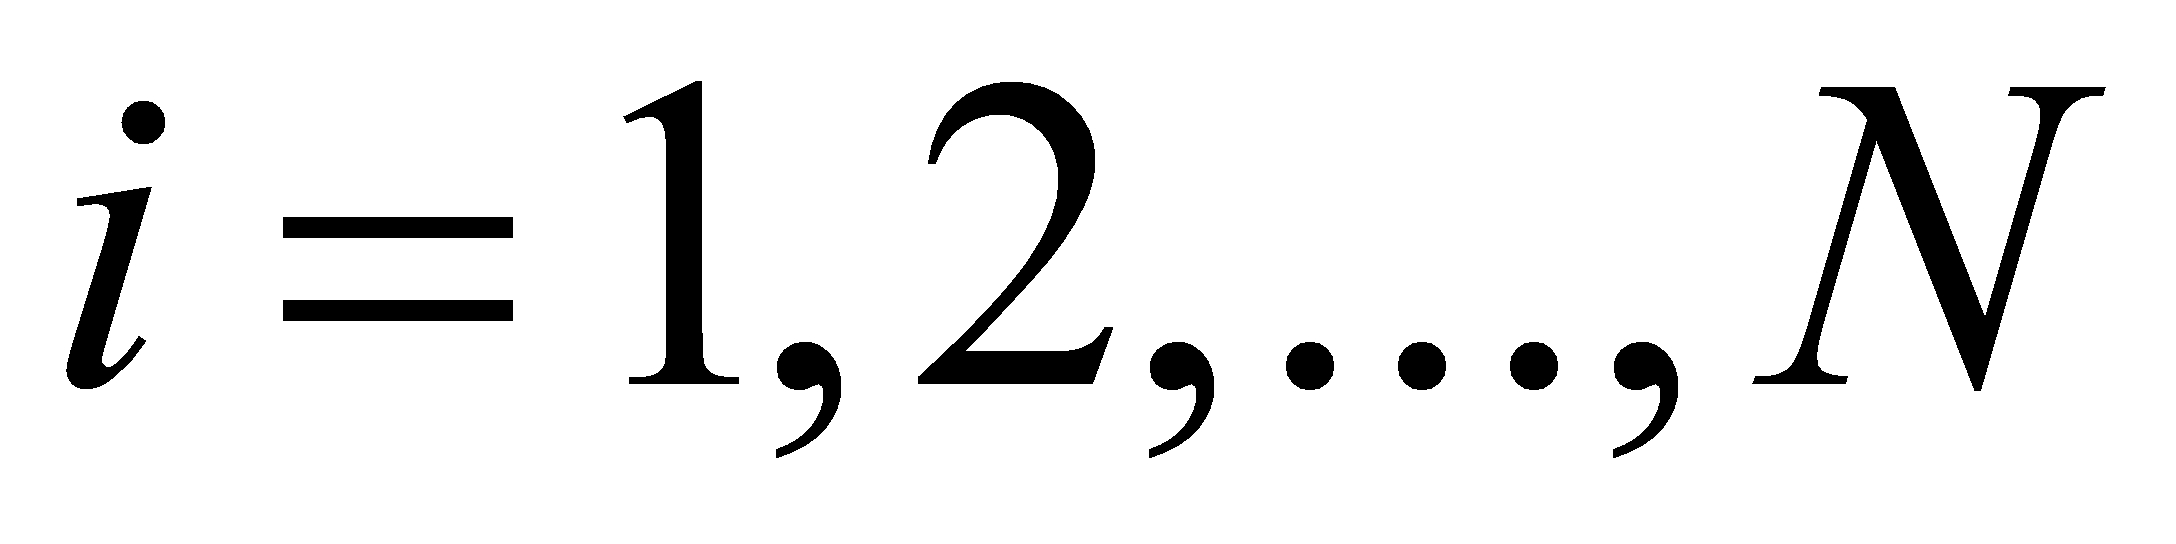 i = 1, 2, ..., N